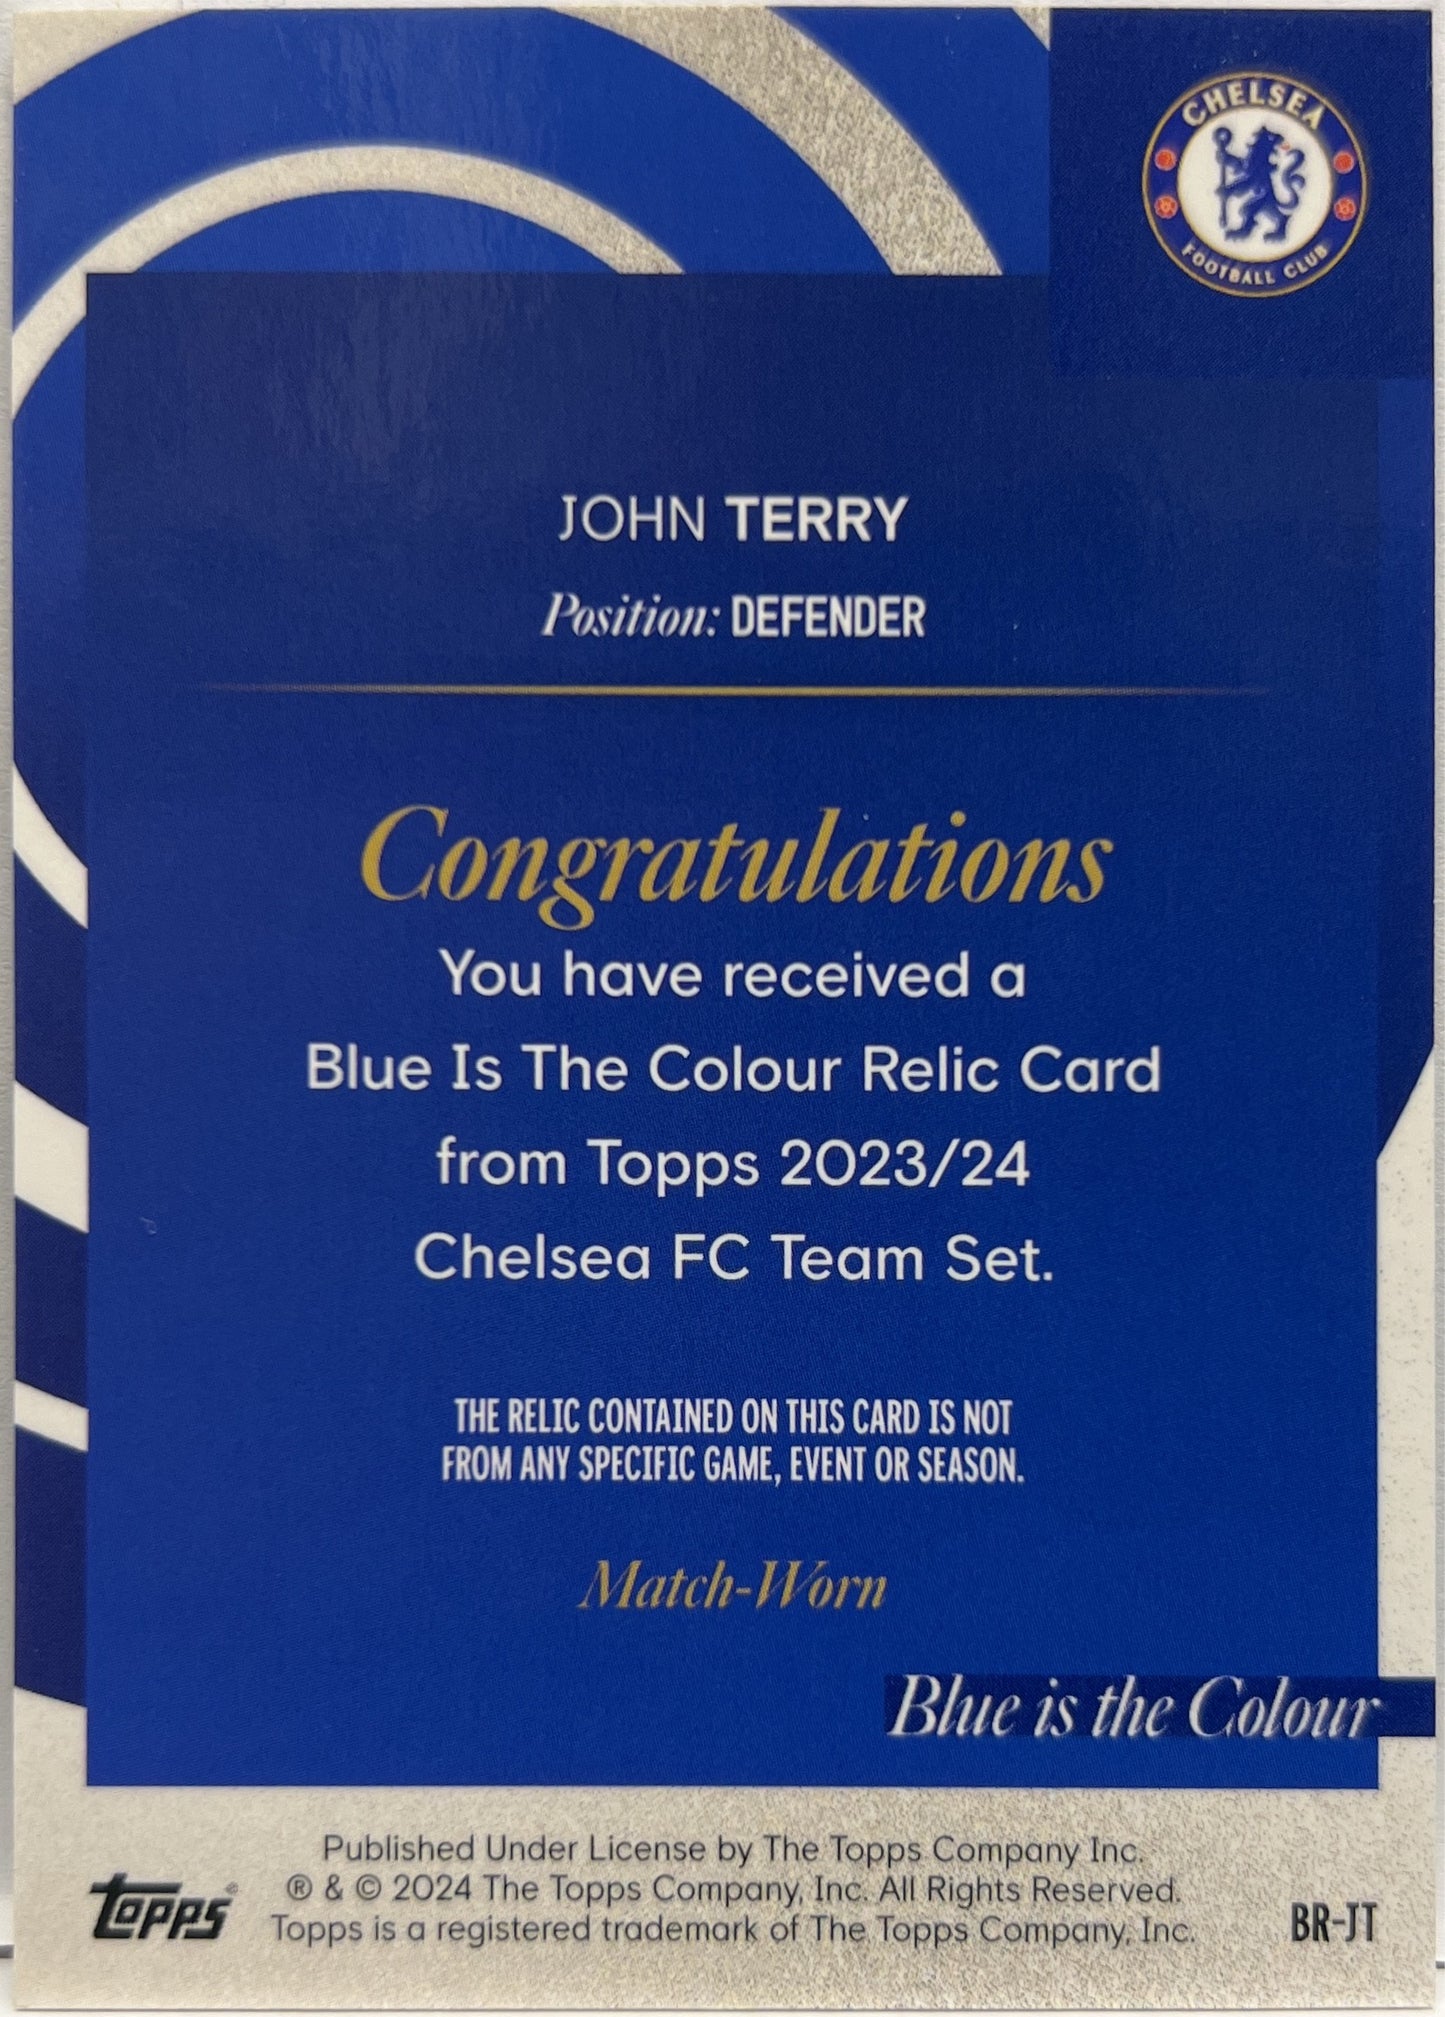 CHELSEA
FOOTBALL CLUB
JOHN TERRY
Position: DEFENDER
Congratulations
You have received a
Blue Is The Colour Relic Card
from Topps 2023/24
Chelsea FC Team Set.
THE RELIC CONTAINED ON THIS CARD IS NOT
FROM ANY SPECIFIC GAME, EVENT OR SEASON.
Match-Worn
Blue is the Colour
Published Under License by The Topps Company Inc.
® & © 2024 The Topps Company, Inc. All Rights Reserved.
Topps is a registered trademark of The Topps Company, Inc.
Topps®
BR-JT